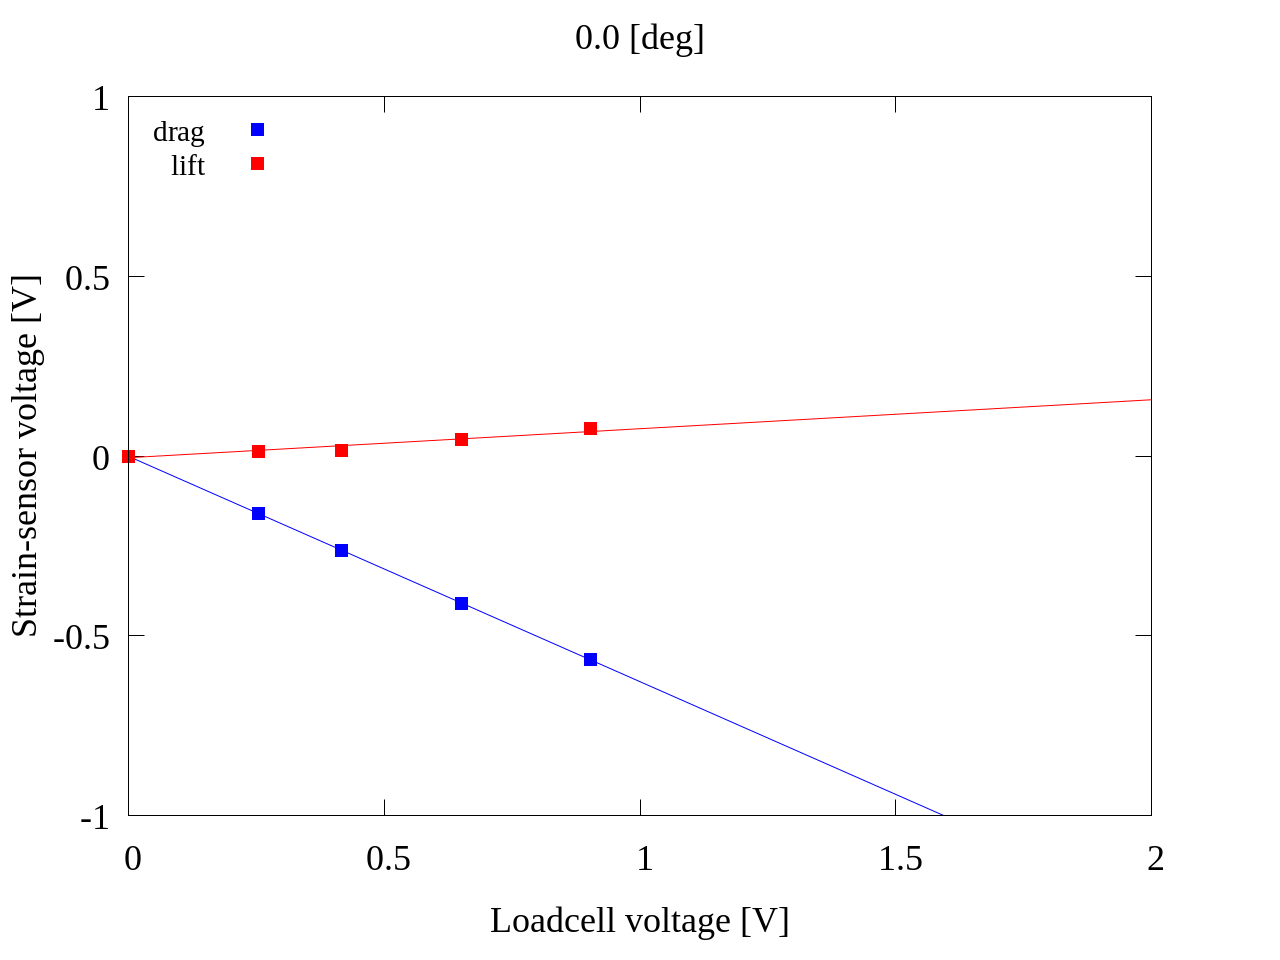 0.0 [deg]
1
drag
lift
0.5
0
-0.5
-1
Strain-sensor voltage [V]
0 0.5 1 1.5 2
Loadcell voltage [V]